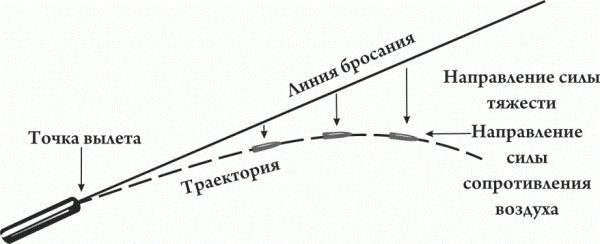 Линия бросания
Направление силы
тяжести
Точка вылета
Направление
силы
сопротивления
воздуха
Траектория